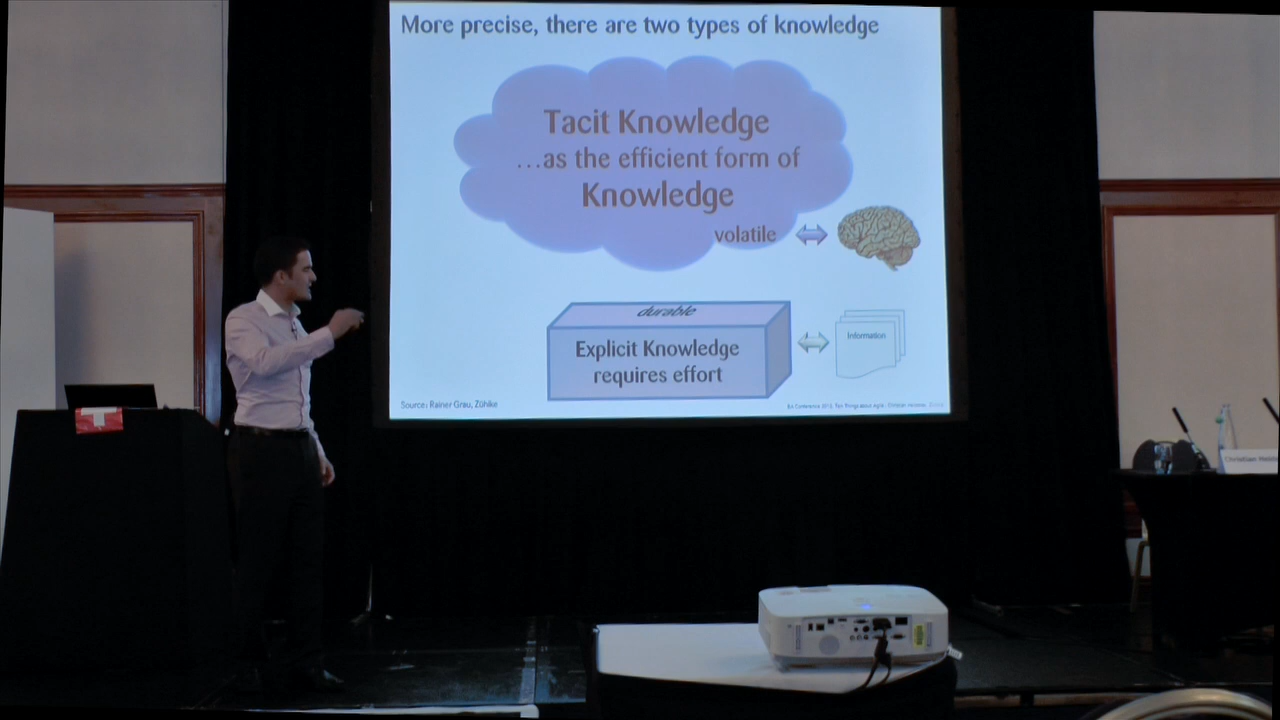 More precise, there are two types of knowledge
Tacit Knowledge
...as the efficient form of
Knowledge
volatile
durable
Explicit Knowledge
requires effort
Information
Source: Rainer Grau, Zühlke
T
Christian